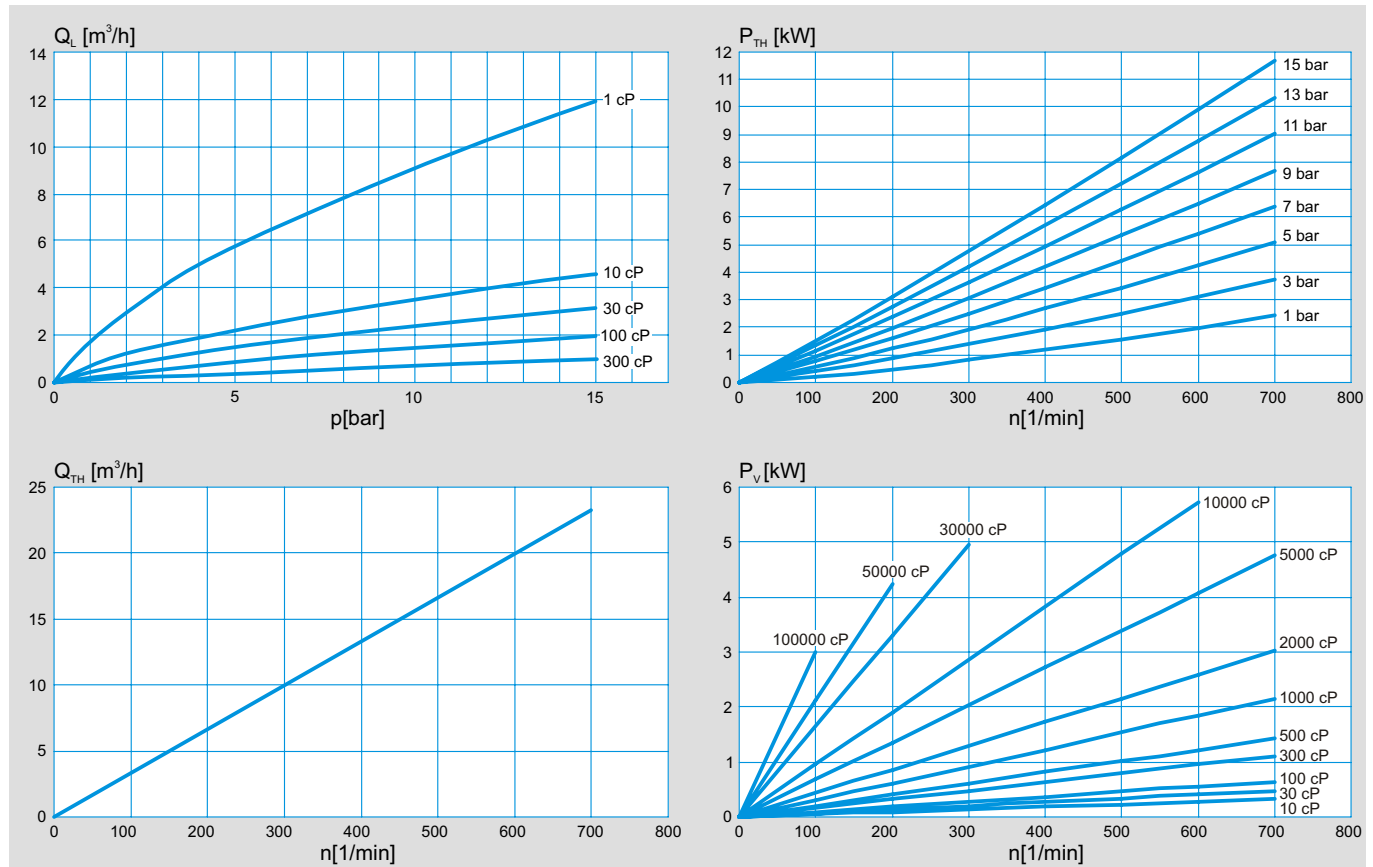 Q_L [m³/h]
14
12
10
8
6
4
2
0
1 cP
10 cP
30 cP
100 cP
300 cP
0 5 10 15
p[bar]
P_TH [kW]
12
11
10
9
8
7
6
5
4
3
2
1
0
15 bar
13 bar
11 bar
9 bar
7 bar
5 bar
3 bar
1 bar
0 100 200 300 400 500 600 700 800
n[1/min]
Q_TH [m³/h]
25
20
15
10
5
0
0 100 200 300 400 500 600 700 800
n[1/min]
P_V [kW]
6
5
4
3
2
1
0
100000 cP
50000 cP
30000 cP
10000 cP
5000 cP
2000 cP
1000 cP
500 cP
300 cP
100 cP
30 cP
10 cP
0 100 200 300 400 500 600 700 800
n[1/min]